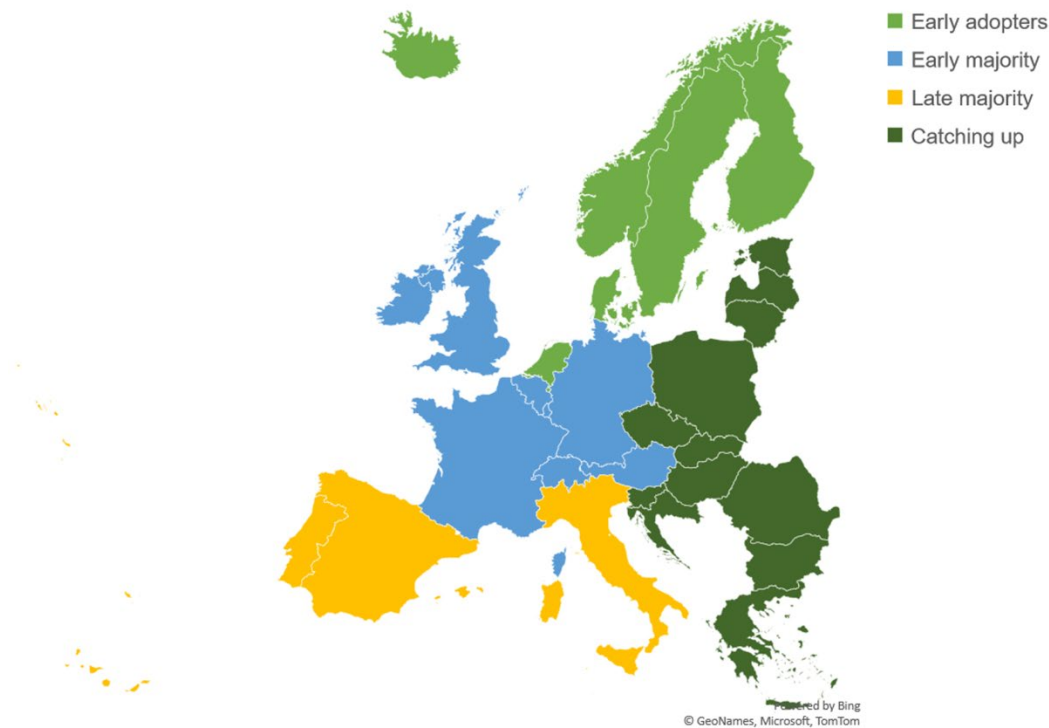 Early adopters
Early majority
Late majority
Catching up
Powered by Bing
© GeoNames, Microsoft, TomTom